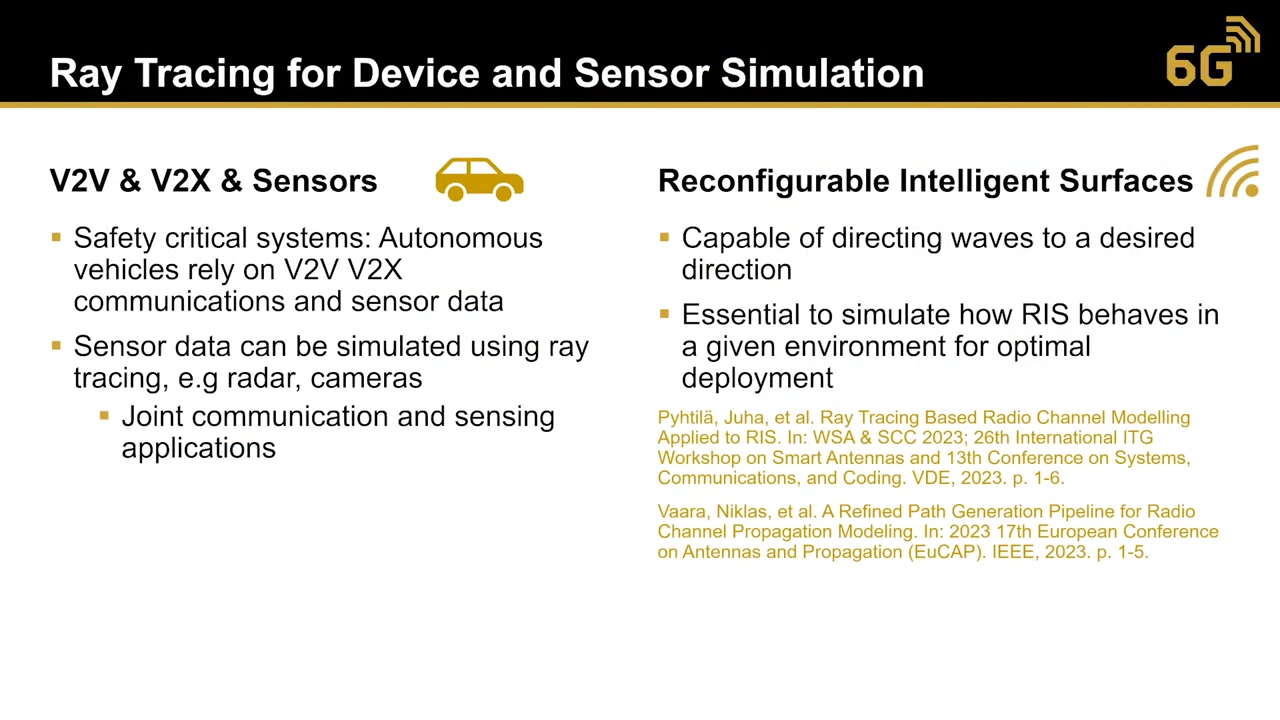 Ray Tracing for Device and Sensor Simulation
6G
V2V & V2X & Sensors
▪ Safety critical systems: Autonomous
vehicles rely on V2V V2X
communications and sensor data
▪ Sensor data can be simulated using ray
tracing, e.g radar, cameras
▪ Joint communication and sensing
applications
Reconfigurable Intelligent Surfaces
▪ Capable of directing waves to a desired
direction
▪ Essential to simulate how RIS behaves in
a given environment for optimal
deployment
Pyhtilä, Juha, et al. Ray Tracing Based Radio Channel Modelling
Applied to RIS. In: WSA & SCC 2023; 26th International ITG
Workshop on Smart Antennas and 13th Conference on Systems,
Communications, and Coding. VDE, 2023. p. 1-6.
Vaara, Niklas, et al. A Refined Path Generation Pipeline for Radio
Channel Propagation Modeling. In: 2023 17th European Conference
on Antennas and Propagation (EuCAP). IEEE, 2023. p. 1-5.